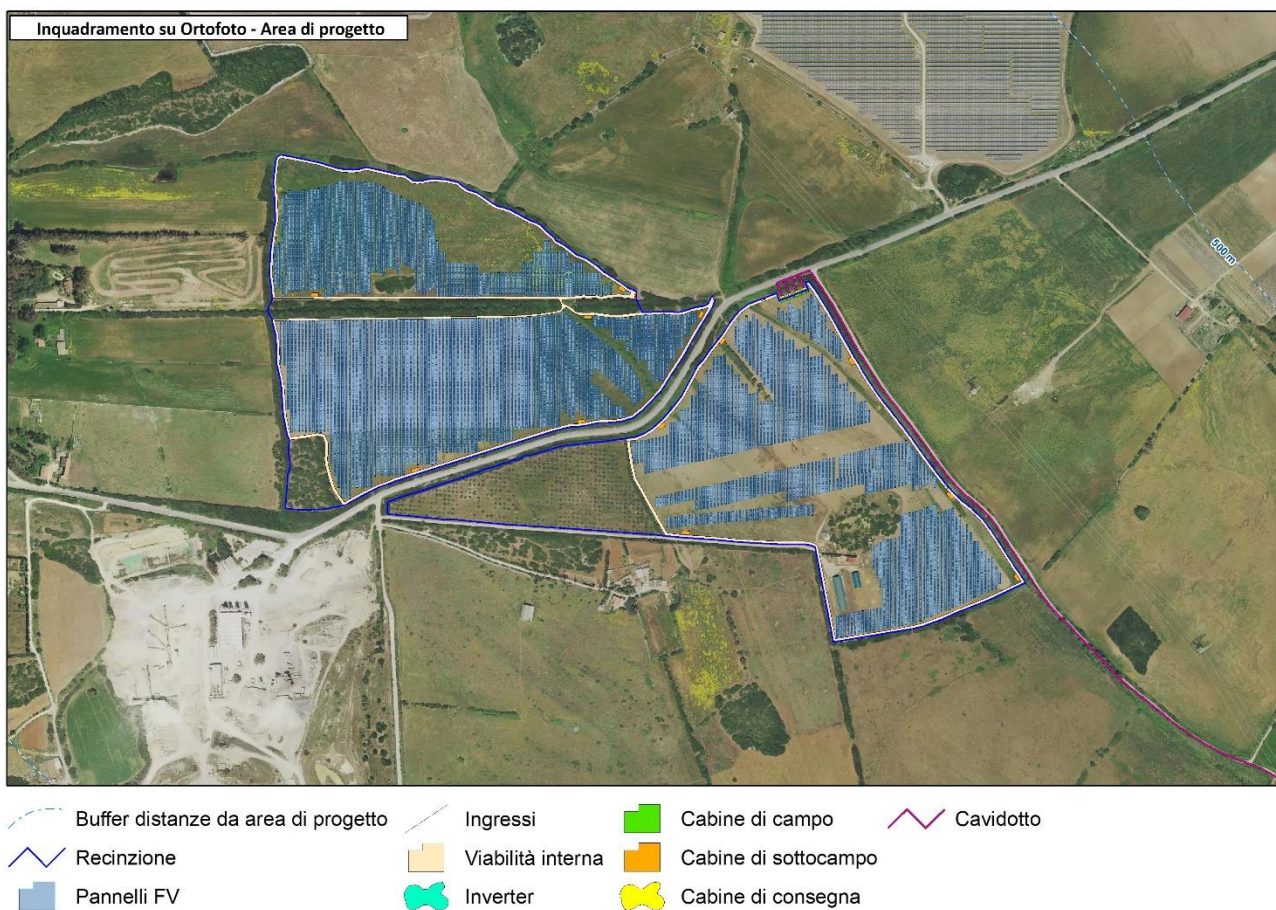 Inquadramento su Ortofoto - Area di progetto
500 m
Buffer distanze da area di progetto
Ingressi
Cabine di campo
Cavidotto
Recinzione
Viabilità interna
Cabine di sottocampo
Pannelli FV
Inverter
Cabine di consegna